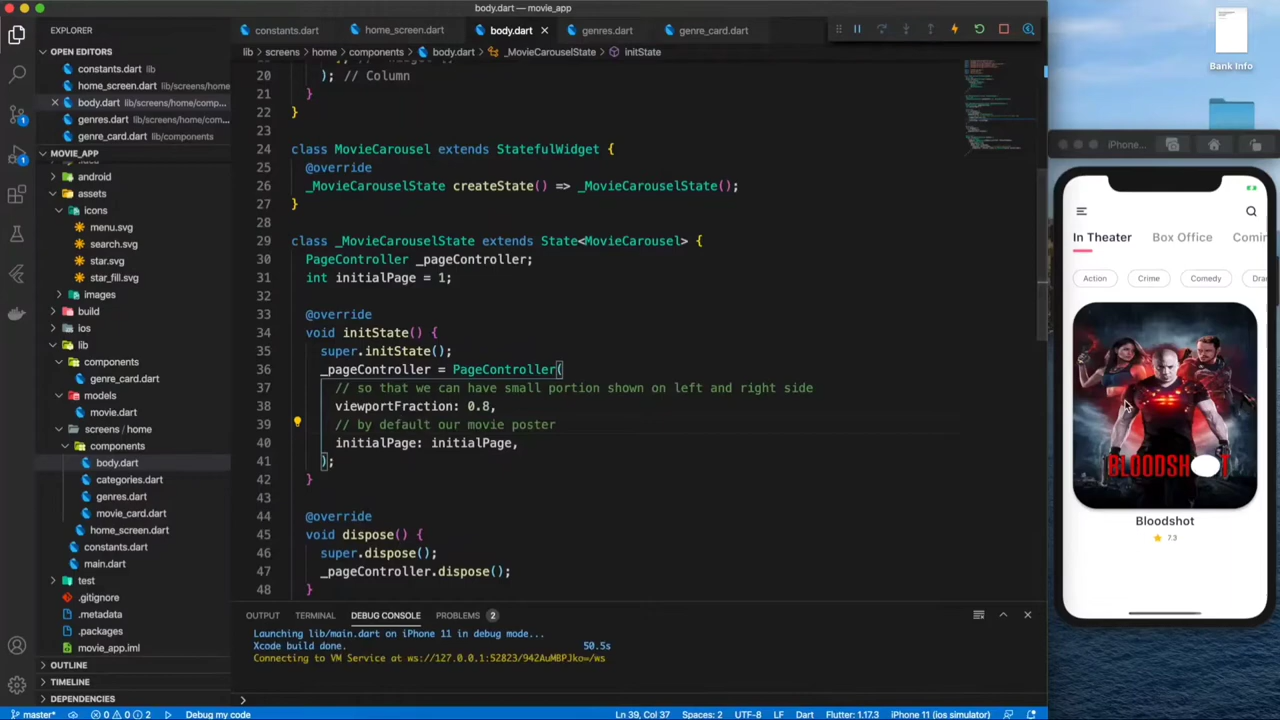 body.dart — movie_app
EXPLORER
constants.dart
home_screen.dart
body.dart
genres.dart
genre_card.dart
lib > screens > home > components > body.dart > _MovieCarouselState > initState
OPEN EDITORS
constants.dart lib
home_screen.dart lib/screens/home
body.dart lib/screens/home/comp...
genres.dart lib/screens/home/co...
genre_card.dart lib/components
MOVIE_APP
android
assets
icons
menu.svg
search.svg
star.svg
star_fill.svg
images
build
ios
lib
components
genre_card.dart
models
movie.dart
screens / home
components
body.dart
categories.dart
genres.dart
movie_card.dart
home_screen.dart
constants.dart
main.dart
test
.gitignore
.metadata
.packages
movie_app.iml
OUTLINE
TIMELINE
DEPENDENCIES
20 ); // Column
21 }
22 }
23
24 class MovieCarousel extends StatefulWidget {
25 @override
26 _MovieCarouselState createState() => _MovieCarouselState();
27 }
28
29 class _MovieCarouselState extends State<MovieCarousel> {
30 PageController _pageController;
31 int initialPage = 1;
32
33 @override
34 void initState() {
35 super.initState();
36 _pageController = PageController(
37 // so that we can have small portion shown on left and right side
38 viewportFraction: 0.8,
39 // by default our movie poster
40 initialPage: initialPage,
41 );
42 }
43
44 @override
45 void dispose() {
46 super.dispose();
47 _pageController.dispose();
48 }
OUTPUT TERMINAL DEBUG CONSOLE PROBLEMS 2
Launching lib/main.dart on iPhone 11 in debug mode...
Xcode build done. 50.5s
Connecting to VM Service at ws://127.0.0.1:52823/942AuMBPJko=/ws
master* 0 0 2 Debug my code Ln 39, Col 37 Spaces: 2 UTF-8 LF Dart Flutter: 1.17.3 iPhone 11 (ios simulator)
Bank Info
iPhone...
In Theater Box Office Comin
Action Crime Comedy Dra
Bloodshot
7.3